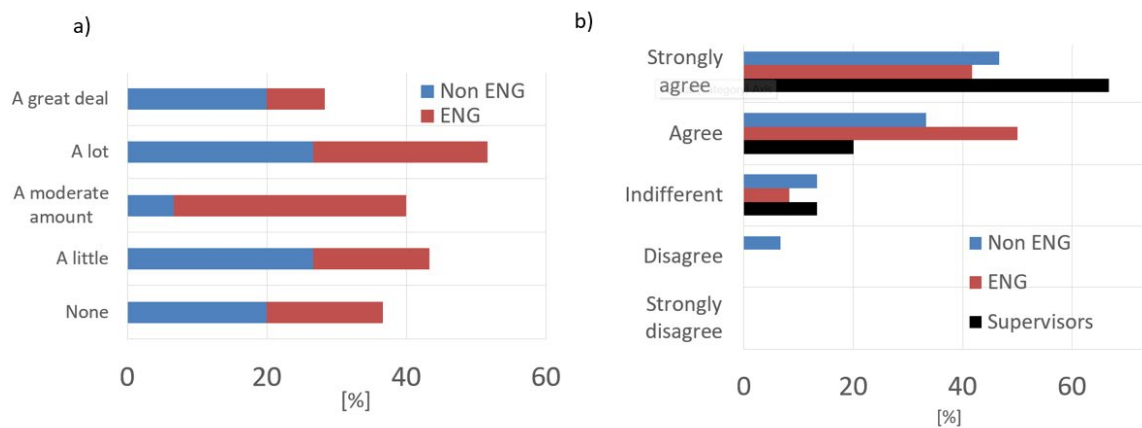 a)
Non ENG
ENG
A great deal
A lot
A moderate
amount
A little
None
0 20 40 60
[%]
b)
Strongly
agree
Agree
Indifferent
Disagree
Strongly
disagree
Non ENG
ENG
Supervisors
0 20 40 60
[%]